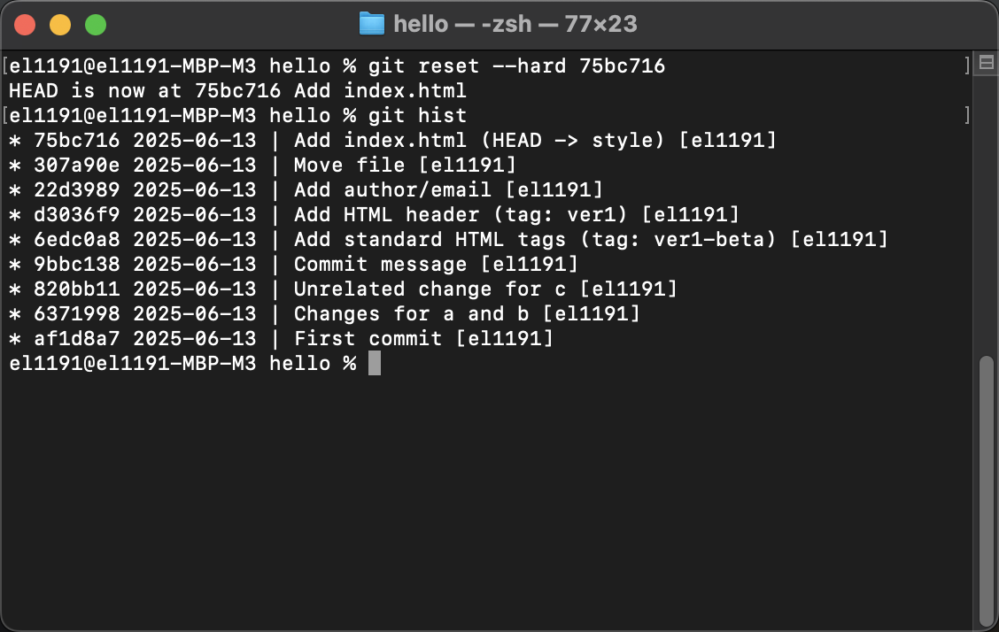 hello — -zsh — 77×23
[el1191@el1191-MBP-M3 hello % git reset --hard 75bc716 ]
HEAD is now at 75bc716 Add index.html
[el1191@el1191-MBP-M3 hello % git hist ]
* 75bc716 2025-06-13 | Add index.html (HEAD -> style) [el1191]
* 307a90e 2025-06-13 | Move file [el1191]
* 22d3989 2025-06-13 | Add author/email [el1191]
* d3036f9 2025-06-13 | Add HTML header (tag: ver1) [el1191]
* 6edc0a8 2025-06-13 | Add standard HTML tags (tag: ver1-beta) [el1191]
* 9bbc138 2025-06-13 | Commit message [el1191]
* 820bb11 2025-06-13 | Unrelated change for c [el1191]
* 6371998 2025-06-13 | Changes for a and b [el1191]
* af1d8a7 2025-06-13 | First commit [el1191]
el1191@el1191-MBP-M3 hello %